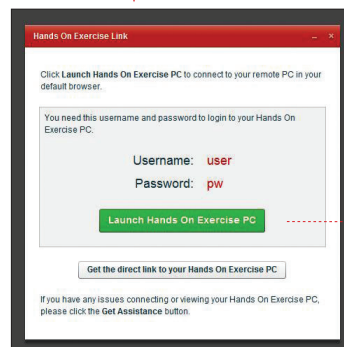 Hands On Exercise Link
Click Launch Hands On Exercise PC to connect to your remote PC in your
default browser.
You need this username and password to login to your Hands On
Exercise PC.
Username: user
Password: pw
Launch Hands On Exercise PC
Get the direct link to your Hands On Exercise PC
If you have any issues connecting or viewing your Hands On Exercise PC,
please click the Get Assistance button.